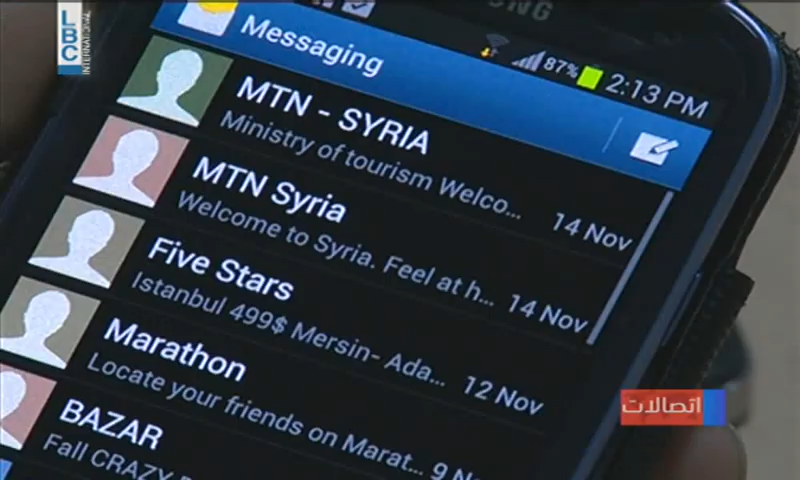 LBC
INTERNATIONAL
SUNG
Messaging
87% 2:13 PM
MTN - SYRIA
Ministry of tourism Welco... 14 Nov
MTN Syria
Welcome to Syria. Feel at h... 14 Nov
Five Stars
Istanbul 499$ Mersin- Ada... 12 Nov
Marathon
Locate your friends on Marat... 9 N
BAZAR
Fall CRAZY
اتصالات